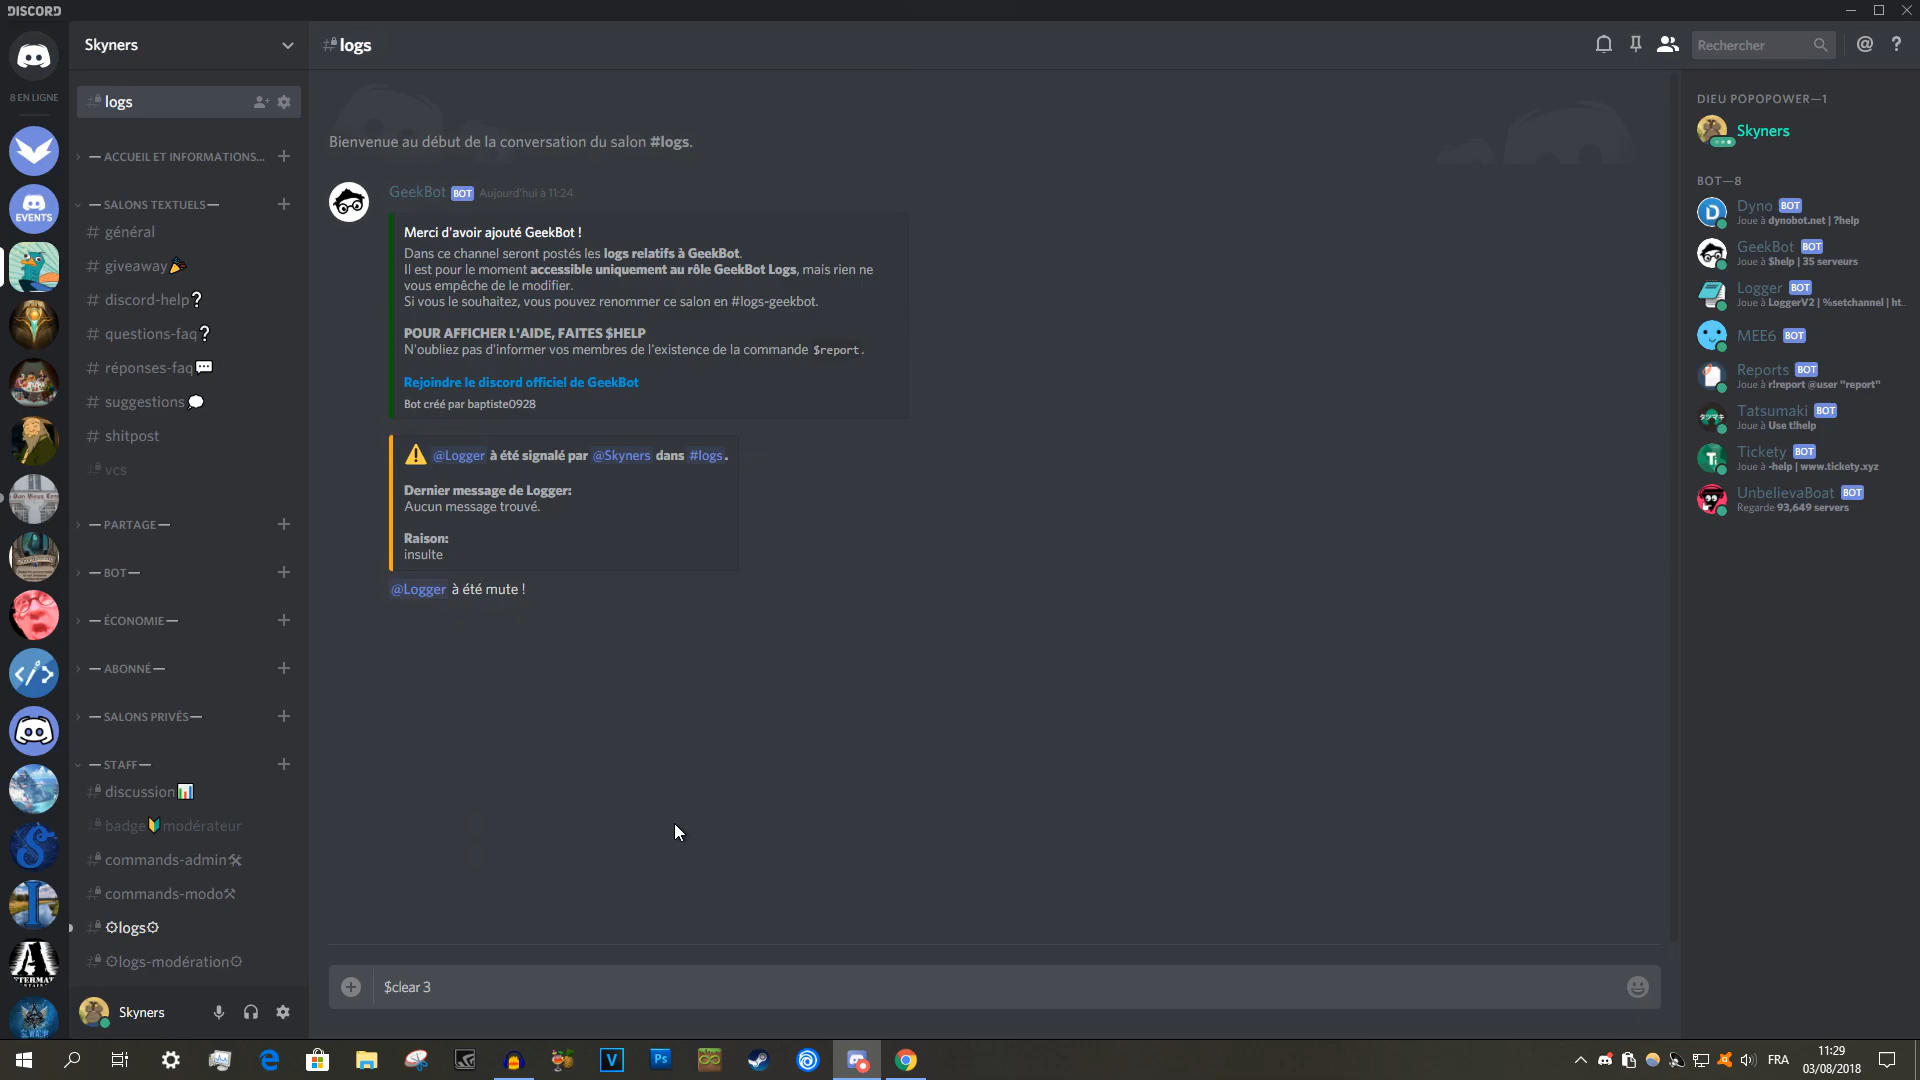 DISCORD
8 EN LIGNE
EVENTS
Skyners
logs
— ACCUEIL ET INFORMATIONS...
— SALONS TEXTUELS—
général
giveaway
discord-help❓
questions-faq❓
réponses-faq
suggestions
shitpost
vcs
— PARTAGE—
— BOT—
— ÉCONOMIE—
— ABONNÉ—
— SALONS PRIVÉS—
— STAFF—
discussion
badge modérateur
commands-admin
commands-modo
logs
logs-modération
Skyners
logs
Rechercher
@ ?
Bienvenue au début de la conversation du salon #logs.
GeekBot BOT Aujourd'hui à 11:24
Merci d'avoir ajouté GeekBot !
Dans ce channel seront postés les logs relatifs à GeekBot.
Il est pour le moment accessible uniquement au rôle GeekBot Logs, mais rien ne
vous empêche de le modifier.
Si vous le souhaitez, vous pouvez renommer ce salon en #logs-geekbot.
POUR AFFICHER L'AIDE, FAITES $HELP
N'oubliez pas d'informer vos membres de l'existence de la commande $report.
Rejoindre le discord officiel de GeekBot
Bot créé par baptiste0928
@Logger à été signalé par @Skyners dans #logs.
Dernier message de Logger:
Aucun message trouvé.
Raison:
insulte
@Logger à été mute !
$clear 3
DIEU POPOPOWER—1
Skyners
BOT—8
Dyno BOT
Joue à dynobot.net | ?help
GeekBot BOT
Joue à $help | 35 serveurs
Logger BOT
Joue à LoggerV2 | %setchannel | ht...
MEE6 BOT
Reports BOT
Joue à r!report @user "report"
Tatsumaki BOT
Joue à Use t!help
Tickety BOT
Joue à -help | www.tickety.xyz
UnbelievaBoat BOT
Regarde 93,649 servers
FRA
11:29
03/08/2018